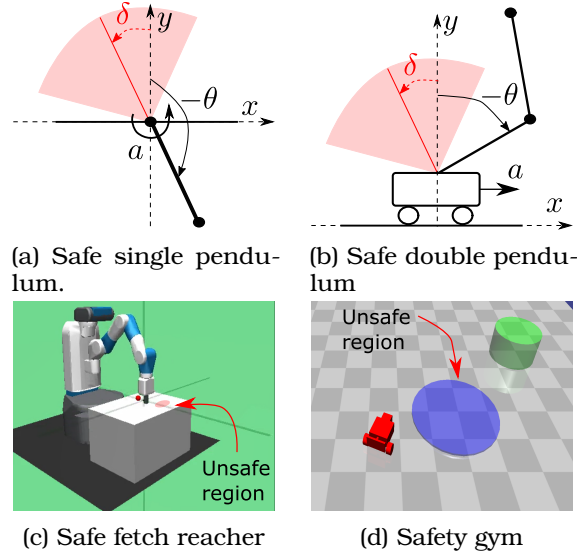 δ
y
−θ
x
a
(a) Safe single pendu-
lum.
δ
y
−θ
a
x
(b) Safe double pendu-
lum
Unsafe
region
(c) Safe fetch reacher
Unsafe
region
(d) Safety gym